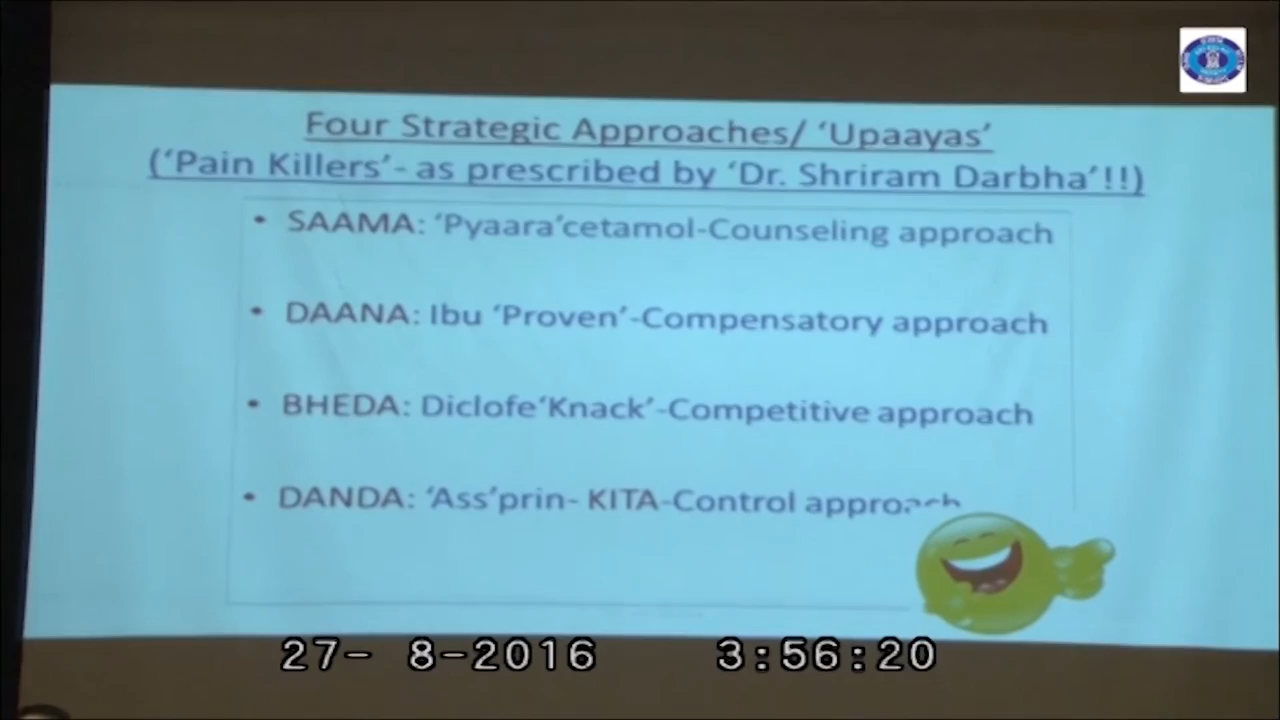 Four Strategic Approaches/ ‘Upaayas’
(‘Pain Killers’- as prescribed by ‘Dr. Shriram Darbha’!!)
• SAAMA: ‘Pyaara’cetamol-Counseling approach
• DAANA: Ibu ‘Proven’-Compensatory approach
• BHEDA: Diclofe‘Knack’-Competitive approach
• DANDA: ‘Ass’prin- KITA-Control approach
27- 8-2016 3:56:20